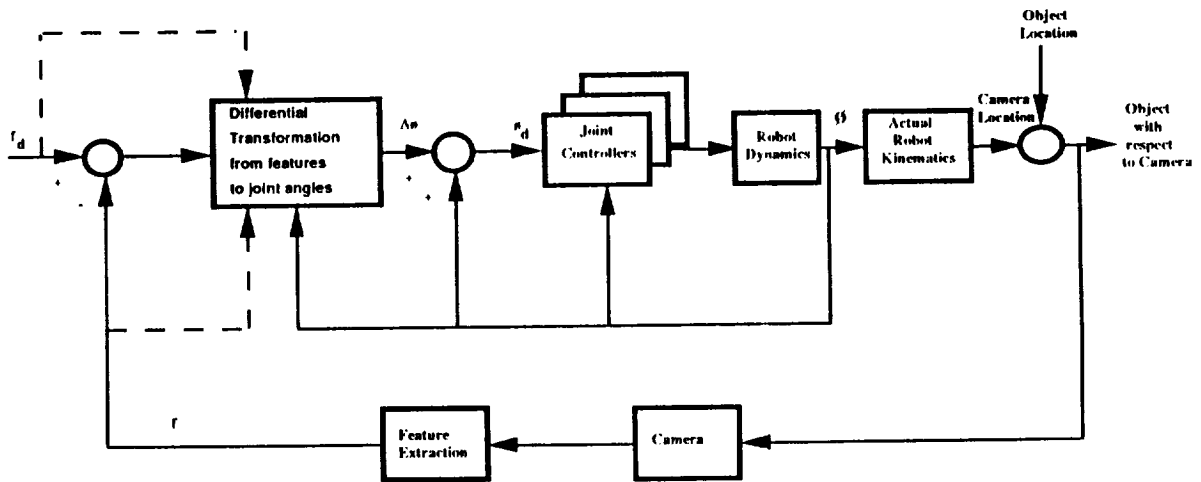 Object
Location
Camera
Location
Object
with
respect
to Camera
f d
+
-
Differential
Transformation
from features
to joint angles
+
+
d
Joint
Controllers
Robot
Dynamics
Ø
Actual
Robot
Kinematics
f
Feature
Extraction
Camera